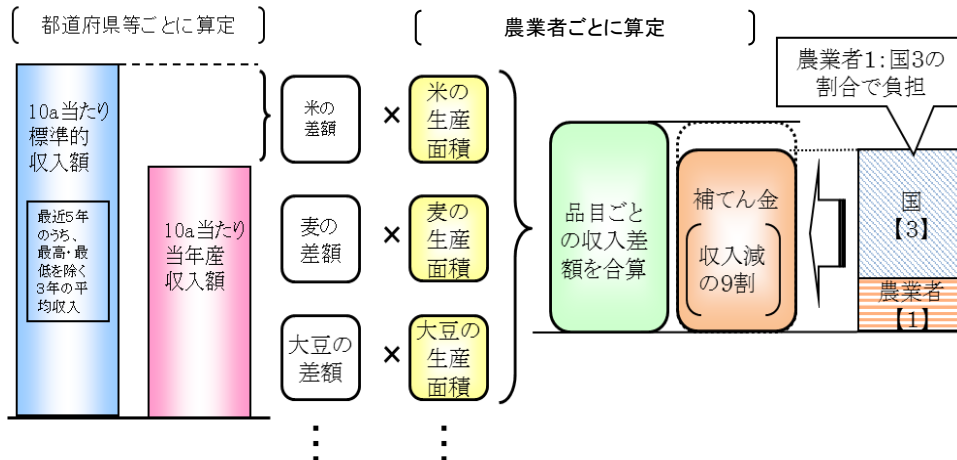 都道府県等ごとに算定
農業者ごとに算定
農業者1:国3の
割合で負担
10a当たり
標準的
収入額
最近5年
のうち、
最高・最
低を除く
3年の平
均収入
10a当たり
当年産
収入額
米の
差額
×
米の
生産
面積
麦の
差額
×
麦の
生産
面積
大豆の
差額
×
大豆の
生産
面積
品目ごと
の収入差
額を合算
補てん金
収入減
の9割
国
【3】
農業者
【1】